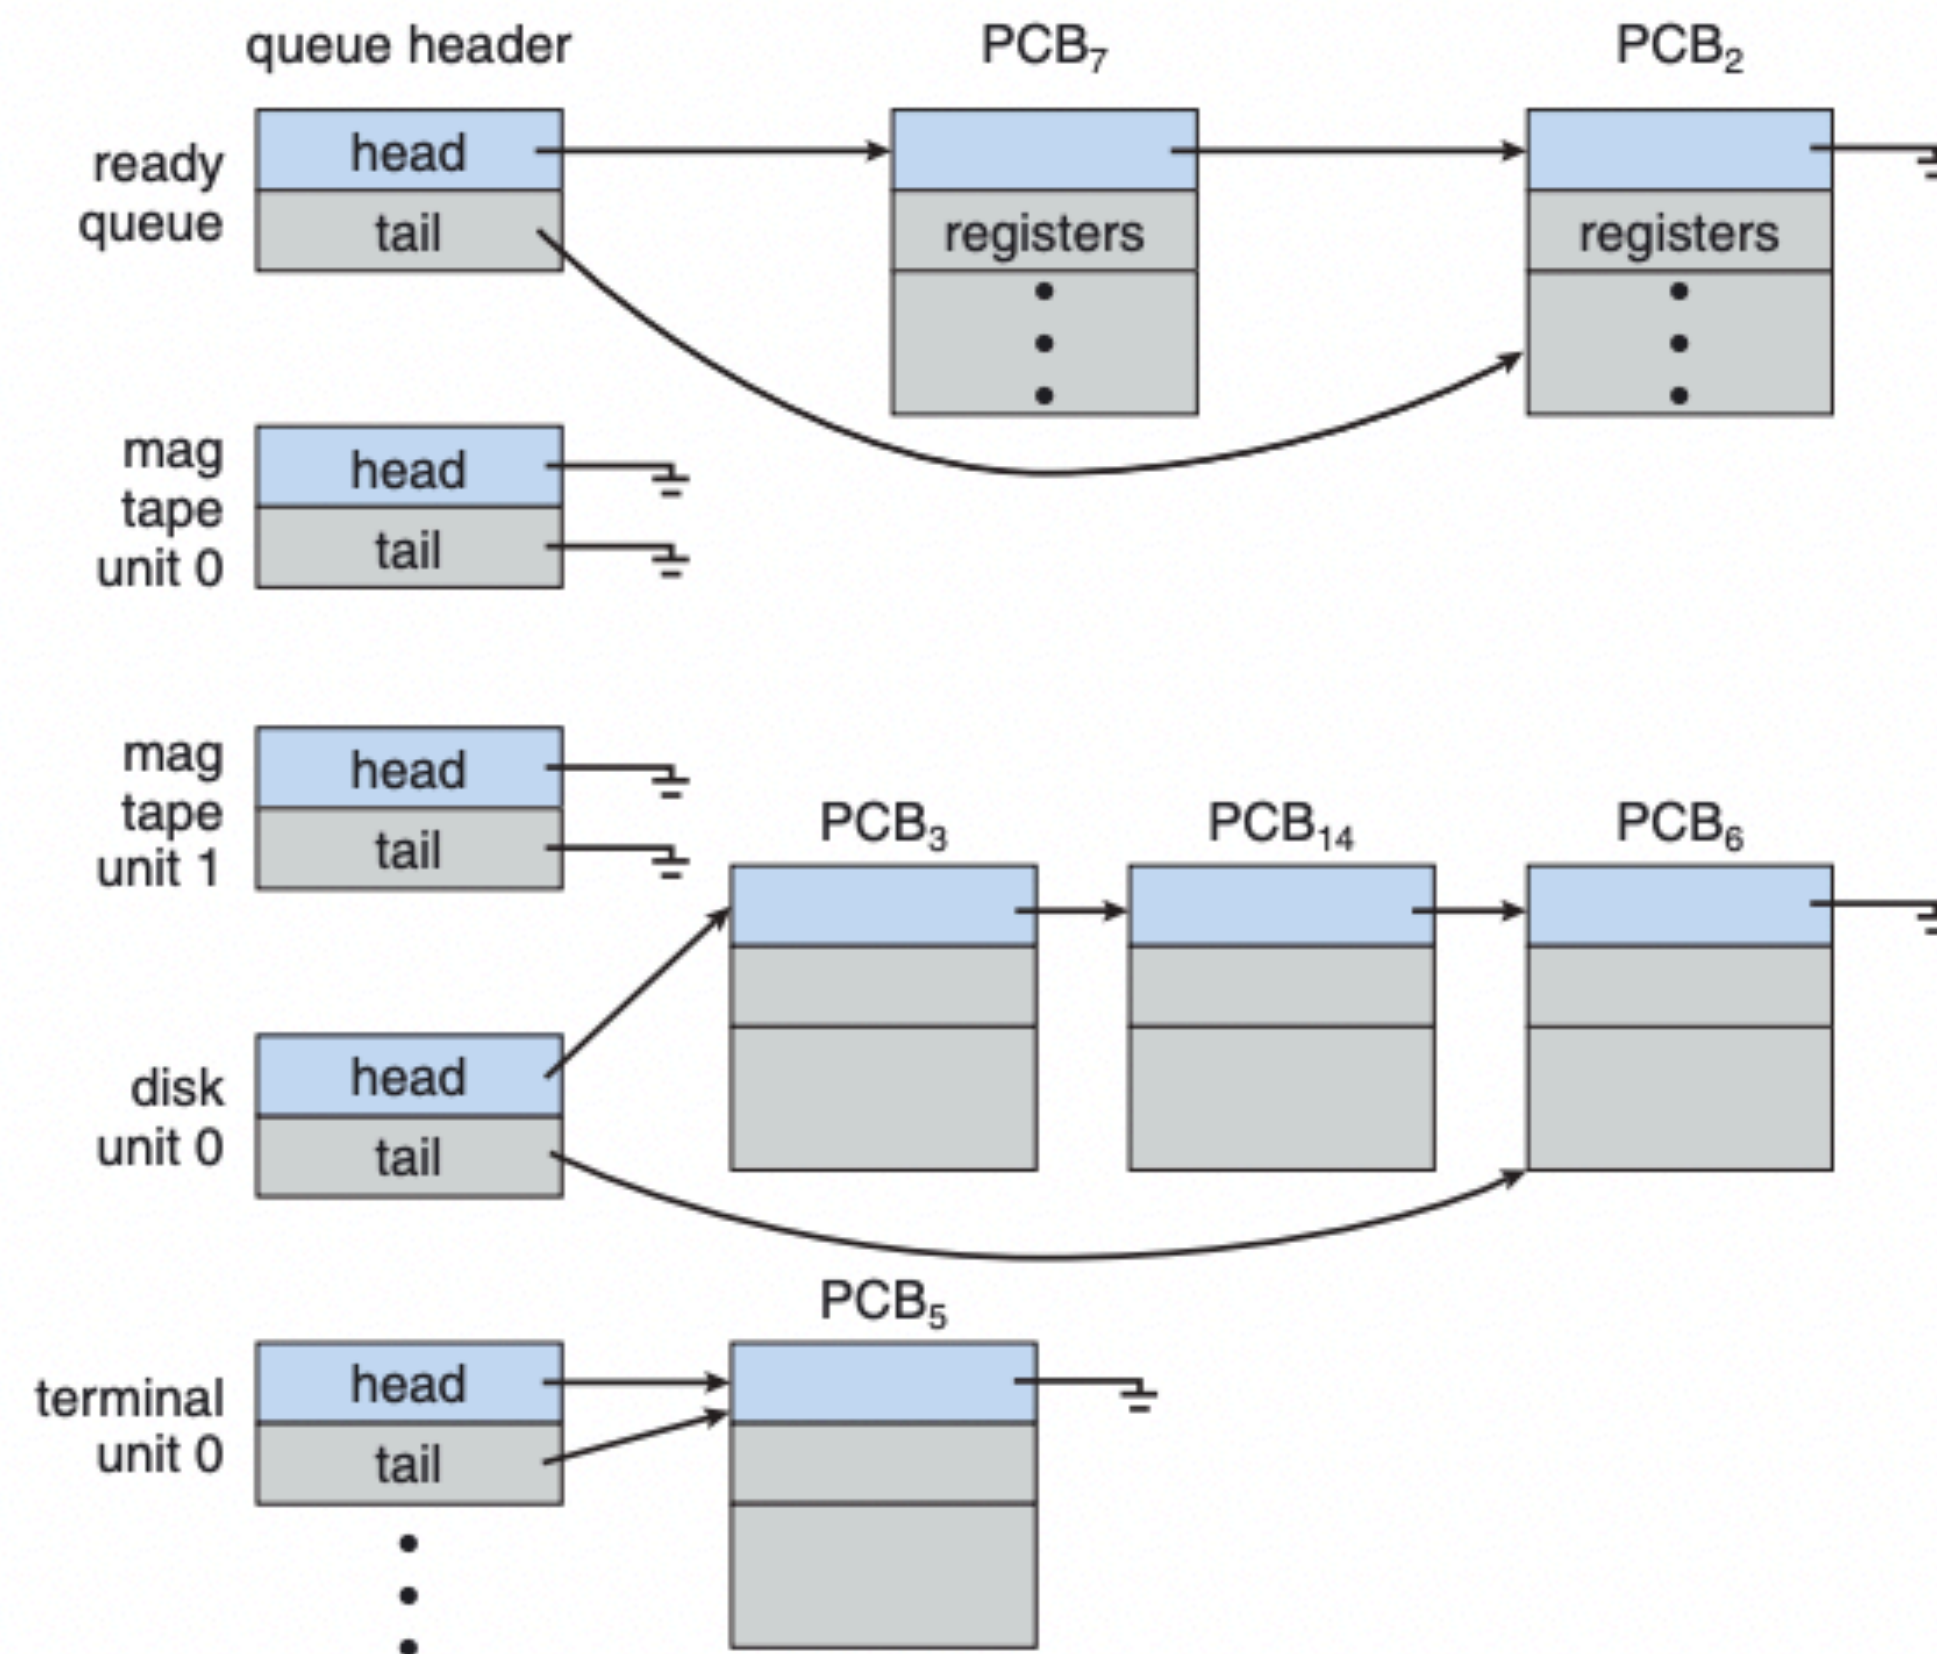 queue header
PCB₇
PCB₂
ready
queue
head
tail
registers
registers
mag
tape
unit 0
head
tail
mag
tape
unit 1
head
tail
PCB₃
PCB₁₄
PCB₆
disk
unit 0
head
tail
PCB₅
terminal
unit 0
head
tail